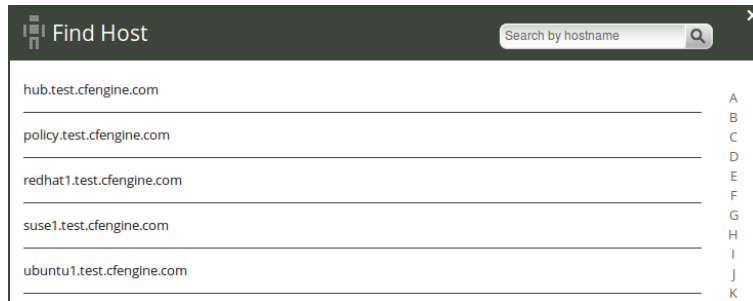 Find Host
Search by hostname
hub.test.cfengine.com
policy.test.cfengine.com
redhat1.test.cfengine.com
suse1.test.cfengine.com
ubuntu1.test.cfengine.com
A
B
C
D
E
F
G
H
I
J
K